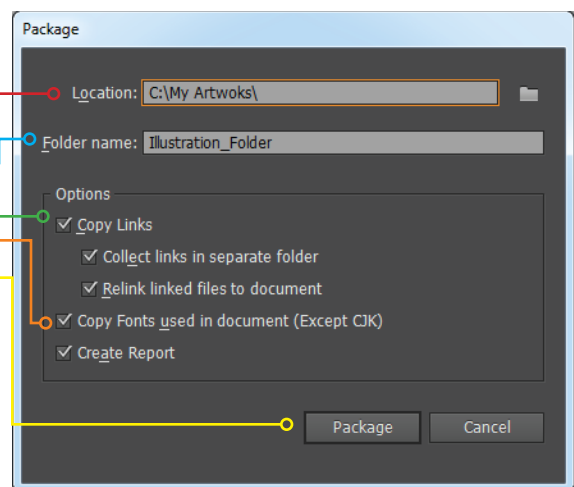 Package
Location: C:\My Artwoks\
Folder name: Illustration_Folder
Options
Copy Links
Collect links in separate folder
Relink linked files to document
Copy Fonts used in document (Except CJK)
Create Report
Package Cancel